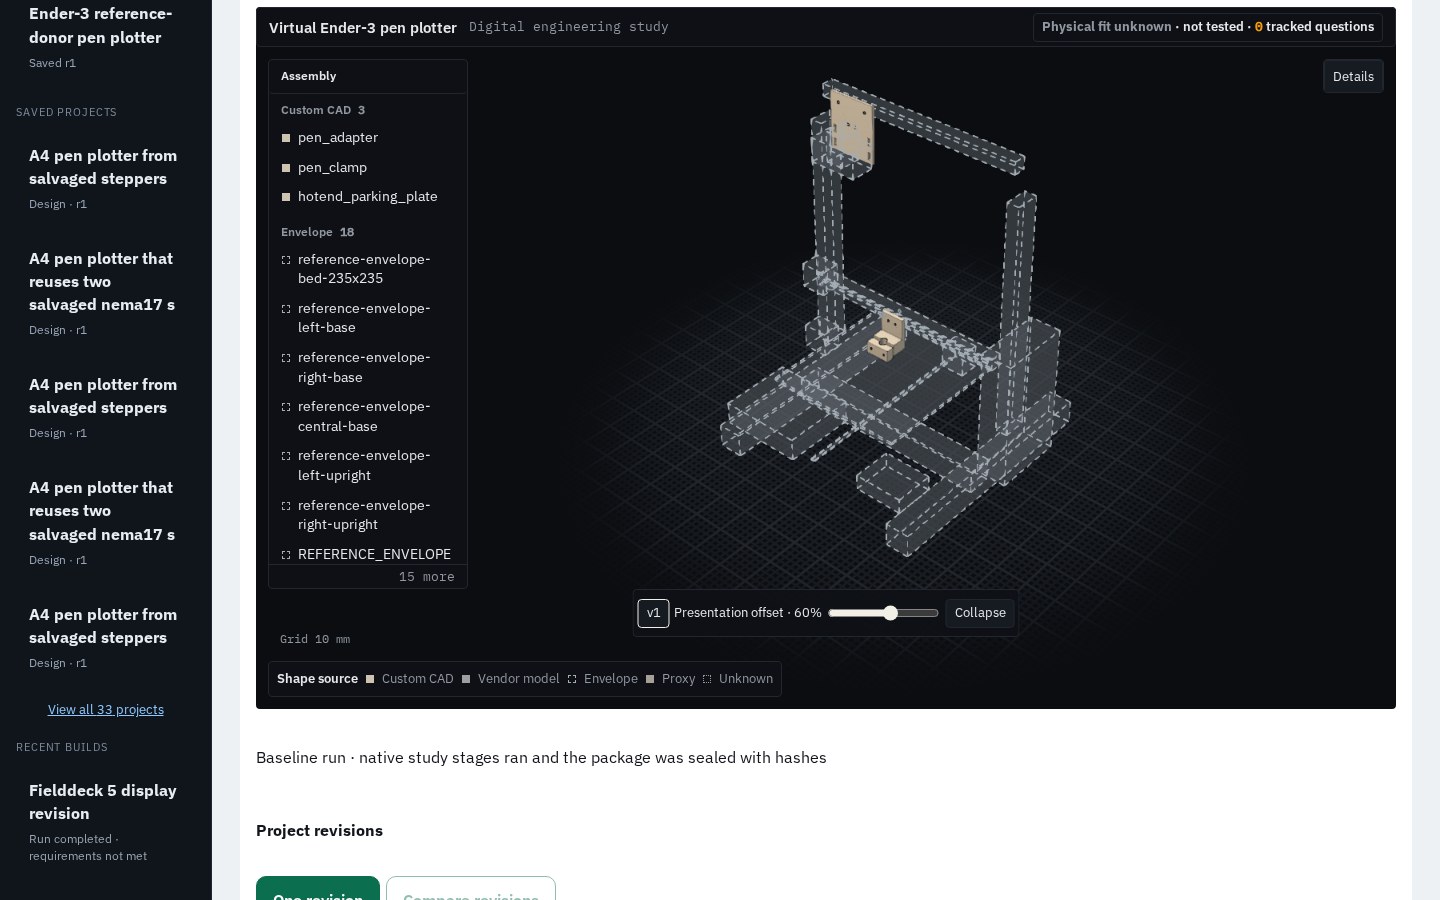 Ender-3 reference-
donor pen plotter
Saved r1
SAVED PROJECTS
A4 pen plotter from
salvaged steppers
Design · r1
A4 pen plotter that
reuses two
salvaged nema17 s
Design · r1
A4 pen plotter from
salvaged steppers
Design · r1
A4 pen plotter that
reuses two
salvaged nema17 s
Design · r1
A4 pen plotter from
salvaged steppers
Design · r1
View all 33 projects
RECENT BUILDS
Fielddeck 5 display
revision
Run completed ·
requirements not met
Virtual Ender-3 pen plotter Digital engineering study
Physical fit unknown · not tested · 0 tracked questions
Assembly
Details
Custom CAD 3
pen_adapter
pen_clamp
hotend_parking_plate
Envelope 18
reference-envelope-
bed-235x235
reference-envelope-
left-base
reference-envelope-
right-base
reference-envelope-
central-base
reference-envelope-
left-upright
reference-envelope-
right-upright
REFERENCE_ENVELOPE
15 more
v1 Presentation offset · 60% Collapse
Grid 10 mm
Shape source Custom CAD Vendor model Envelope Proxy Unknown
Baseline run · native study stages ran and the package was sealed with hashes
Project revisions
One revision Compare revisions